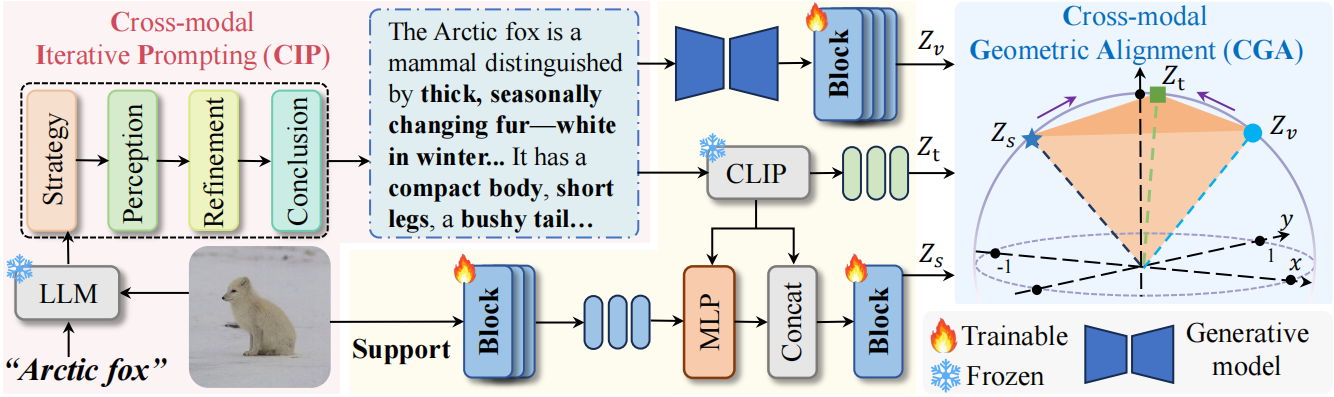 Cross-modal
Iterative Prompting (CIP)
Strategy
Perception
Refinement
Conclusion
LLM
“Arctic fox”
The Arctic fox is a
mammal distinguished
by thick, seasonally
changing fur—white
in winter... It has a
compact body, short
legs, a bushy tail…
Block
Z_v
CLIP
Z_t
Support
Block
MLP
Concat
Block
Z_s
Cross-modal
Geometric Alignment (CGA)
Z_t
Z_s
Z_v
y
-1
1
x
Trainable
Frozen
Generative
model